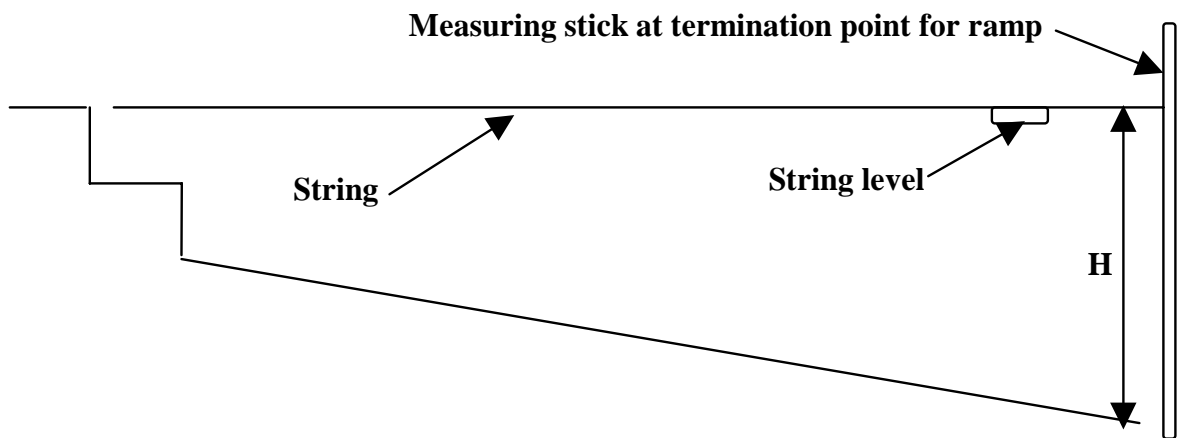 Measuring stick at termination point for ramp
String
String level
H